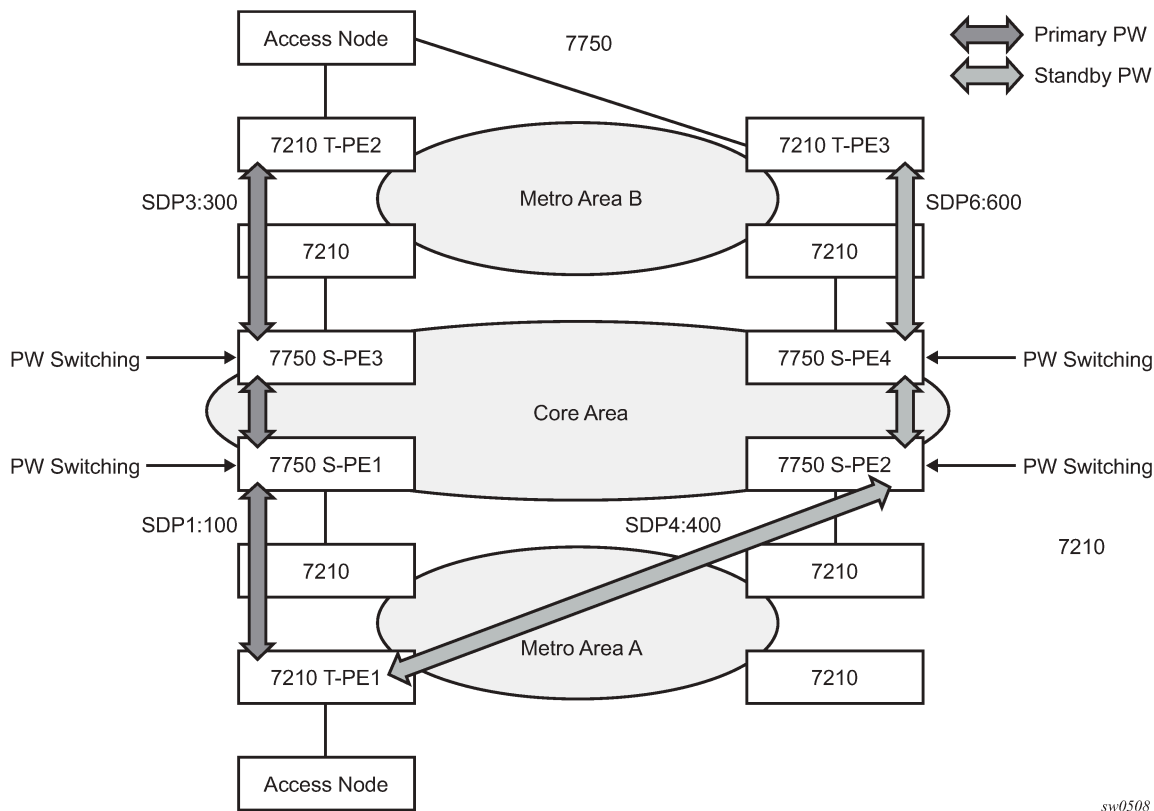 Access Node
7750
Primary PW
Standby PW
7210 T-PE2
7210 T-PE3
SDP3:300
Metro Area B
SDP6:600
7210
7210
PW Switching
7750 S-PE3
7750 S-PE4
PW Switching
Core Area
PW Switching
7750 S-PE1
7750 S-PE2
PW Switching
SDP1:100
SDP4:400
7210
7210
7210
Metro Area A
7210 T-PE1
7210
Access Node
sw0508